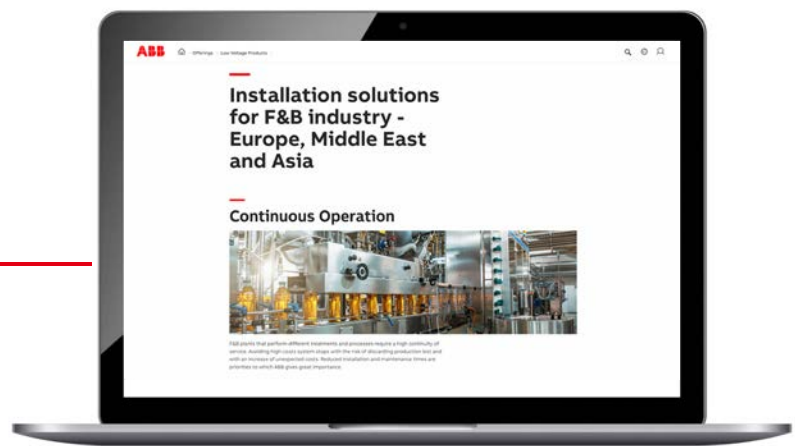 ABB
Offerings Low Voltage Products
Installation solutions
for F&B industry -
Europe, Middle East
and Asia
Continuous Operation
F&B plants that perform different treatments and processes require a high continuity of
service. Avoiding high costs system stops with the risk of discarding production lost and
with an increase of unexpected costs. Reduced installation and maintenance times are
priorities to which ABB gives great importance.